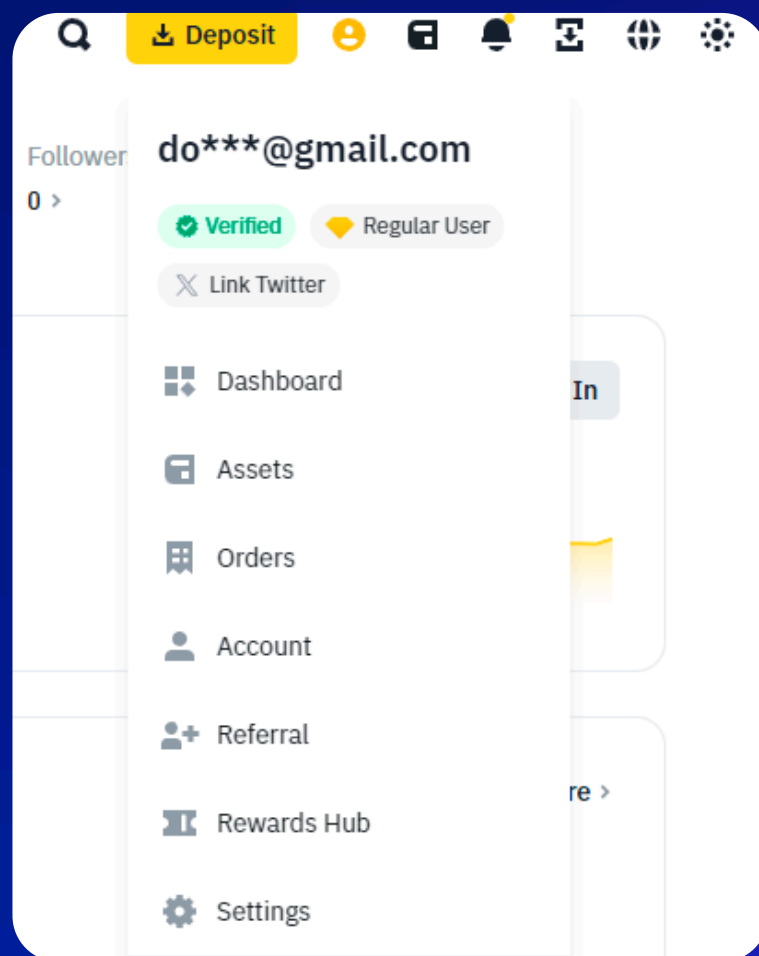 Deposit
Follower
0 >
do***@gmail.com
Verified
Regular User
Link Twitter
Dashboard
In
Assets
Orders
Account
Referral
re >
Rewards Hub
Settings